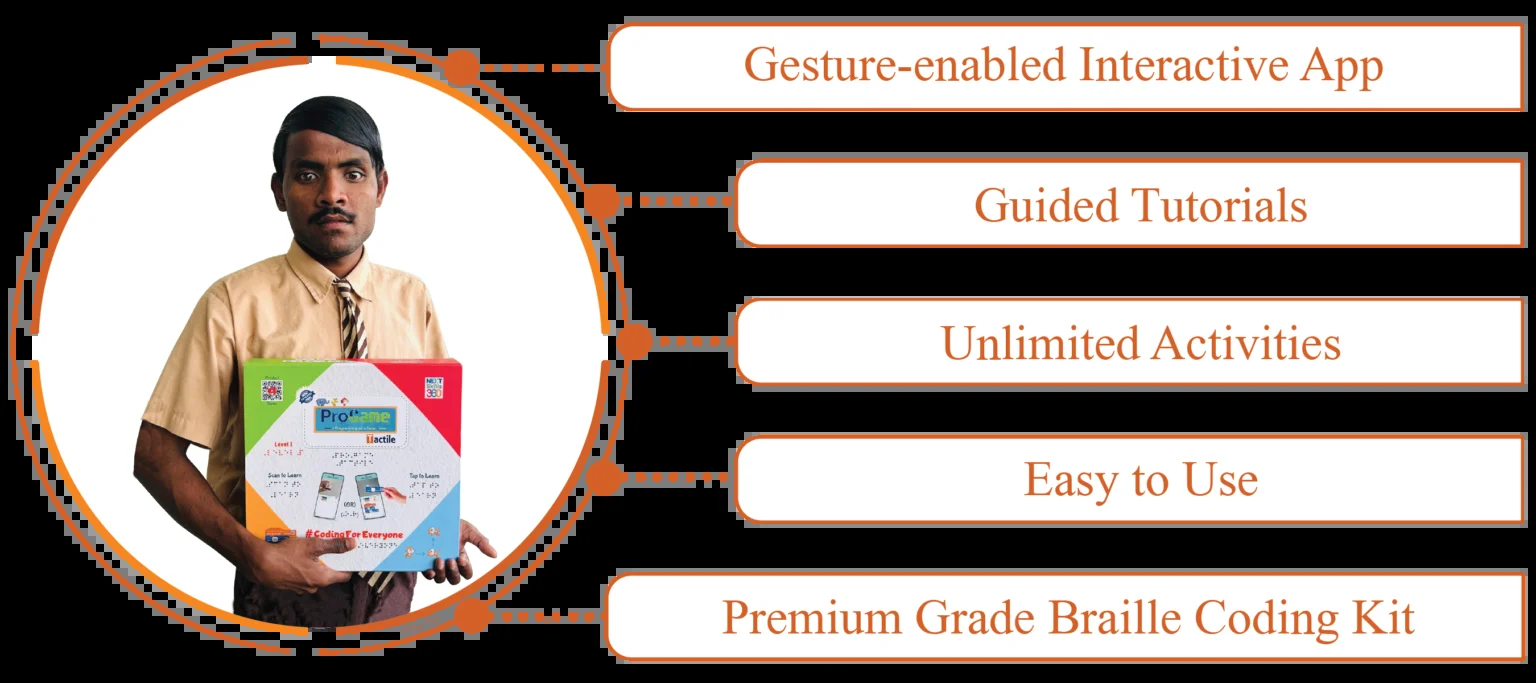 Gesture-enabled Interactive App
Guided Tutorials
Unlimited Activities
Easy to Use
Premium Grade Braille Coding Kit
NEXT
360
ProGame
Tactile
Level 1
Scan to Learn
Tap to Learn
(OR)
#CodingForEveryone